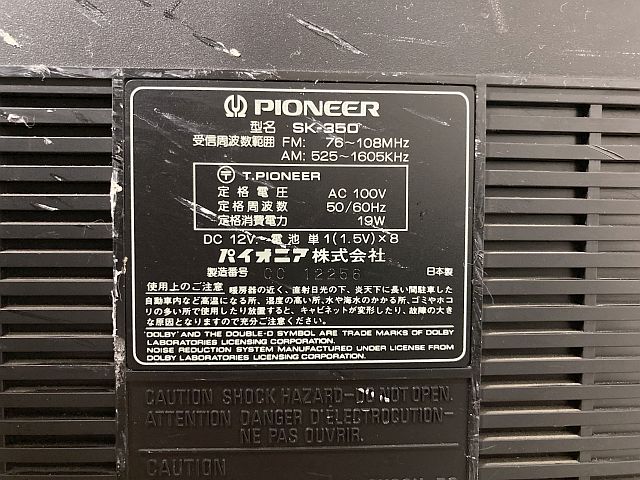 PIONEER
型名 SK-350
受信周波数範囲 FM: 76~108MHz
AM: 525~1605KHz
〒 T.PIONEER
定格電圧 AC 100V
定格周波数 50/60Hz
定格消費電力 19W
DC 12V 電池 単1(1.5V)×8
パイオニア株式会社
製造番号 CC 12256 日本製
使用上のご注意 暖房器の近く、直射日光の下、炎天下に長い間駐車した
自動車内など高温になる所、湿度の高い所、水や海水のかかる所、ゴミやホコ
リの多い所で使用したり放置すると、キャビネットが変形したり、故障の大き
な原因となりますので充分ご注意ください。
DOLBY' AND THE DOUBLE-D SYMBOL ARE TRADE MARKS OF DOLBY
LABORATORIES LICENSING CORPORATION.
NOISE REDUCTION SYSTEM MANUFACTURED UNDER LICENSE FROM
DOLBY LABORATORIES LICENSING CORPORATION.
CAUTION SHOCK HAZARD-DO NOT OPEN.
ATTENTION DANGER D'ÉLECTROCUTION-
NE PAS OUVRIR.
CAUTION